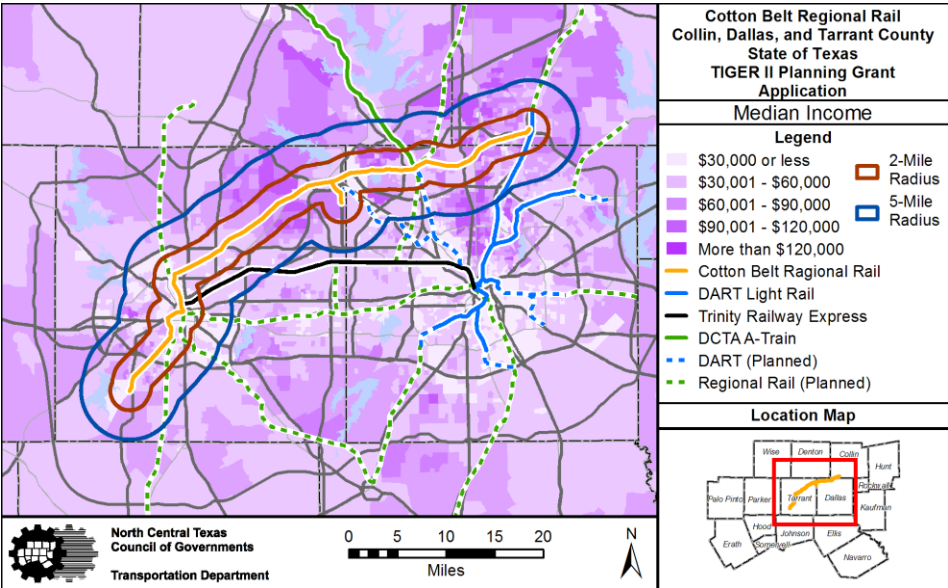 Cotton Belt Regional Rail
Collin, Dallas, and Tarrant County
State of Texas
TIGER II Planning Grant
Application
Median Income
Legend
$30,000 or less
$30,001 - $60,000
$60,001 - $90,000
$90,001 - $120,000
More than $120,000
2-Mile
Radius
5-Mile
Radius
Cotton Belt Ragional Rail
DART Light Rail
Trinity Railway Express
DCTA A-Train
DART (Planned)
Regional Rail (Planned)
Location Map
Wise Denton Collin
Hunt
Palo Pinto Parker Tarrant Dallas Rockwall
Kaufman
Hood Johnson Ellis
Erath Somervell Navarro
North Central Texas
Council of Governments
Transportation Department
0 5 10 15 20
Miles
N